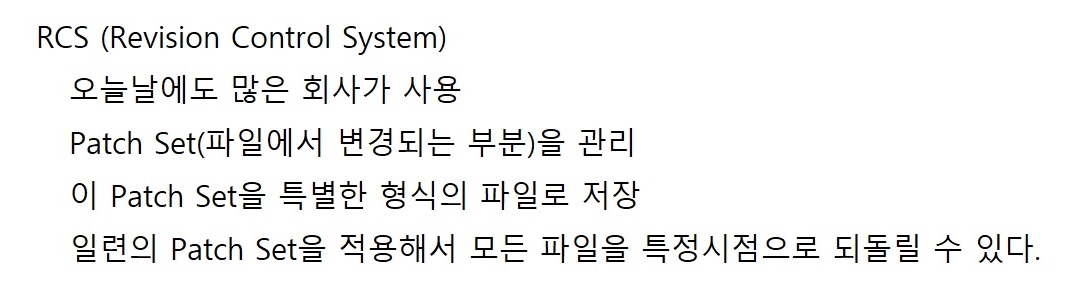 RCS (Revision Control System)
오늘날에도 많은 회사가 사용
Patch Set(파일에서 변경되는 부분)을 관리
이 Patch Set을 특별한 형식의 파일로 저장
일련의 Patch Set을 적용해서 모든 파일을 특정시점으로 되돌릴 수 있다.